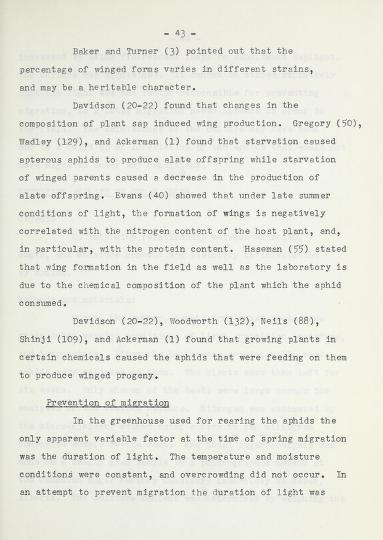 - 43 -
Baker and Turner (3) pointed out that the
percentage of winged forms varies in different strains,
and may be a heritable character.
Davidson (20-22) found that changes in the
composition of plant sap induced wing production. Gregory (50),
Wadley (129), and Ackerman (1) found that starvation caused
apterous aphids to produce alate offspring while starvation
of winged parents caused a decrease in the production of
alate offspring. Evans (40) showed that under late summer
conditions of light, the formation of wings is negatively
correlated with the nitrogen content of the host plant, and,
in particular, with the protein content. Haseman (55) stated
that wing formation in the field as well as the laboratory is
due to the chemical composition of the plant which the aphid
consumed.
Davidson (20-22), Woodworth (132), Neils (88),
Shinji (109), and Ackerman (1) found that growing plants in
certain chemicals caused the aphids that were feeding on them
to produce winged progeny.
Prevention of migration
In the greenhouse used for rearing the aphids the
only apparent variable factor at the time of spring migration
was the duration of light. The temperature and moisture
conditions were constant, and overcrowding did not occur. In
an attempt to prevent migration the duration of light was